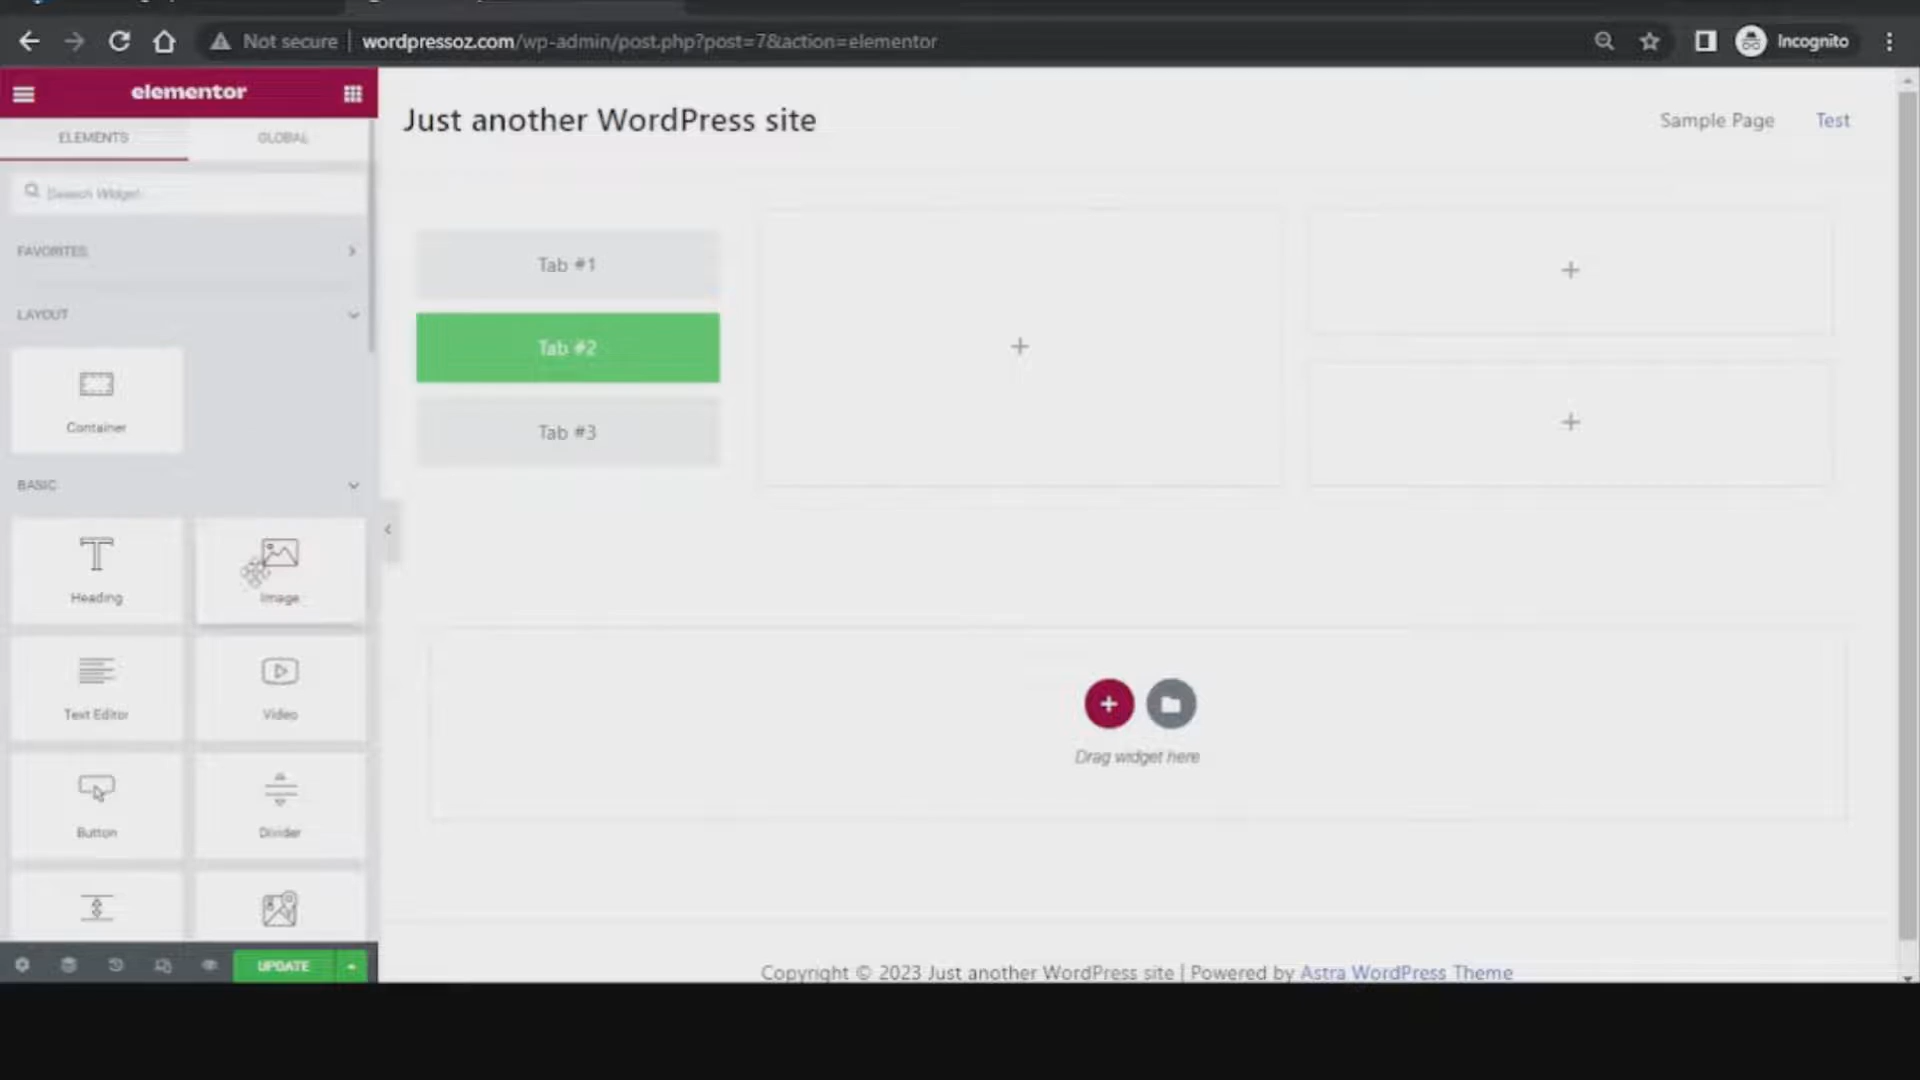 Not secure wordpressoz.com/wp-admin/post.php?post=7&action=elementor Incognito
elementor
ELEMENTS GLOBAL
Search Widget
FAVORITES
LAYOUT
Container
BASIC
Heading Image
Text Editor Video
Button Divider
UPDATE
Just another WordPress site
Sample Page Test
Tab #1
Tab #2
Tab #3
Drag widget here
Copyright © 2023 Just another WordPress site | Powered by Astra WordPress Theme